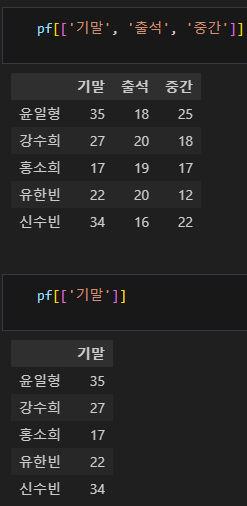 pf[['기말', '출석', '중간']]
기말 출석 중간
윤일형 35 18 25
강수희 27 20 18
홍소희 17 19 17
유한빈 22 20 12
신수빈 34 16 22
pf[['기말']]
기말
윤일형 35
강수희 27
홍소희 17
유한빈 22
신수빈 34